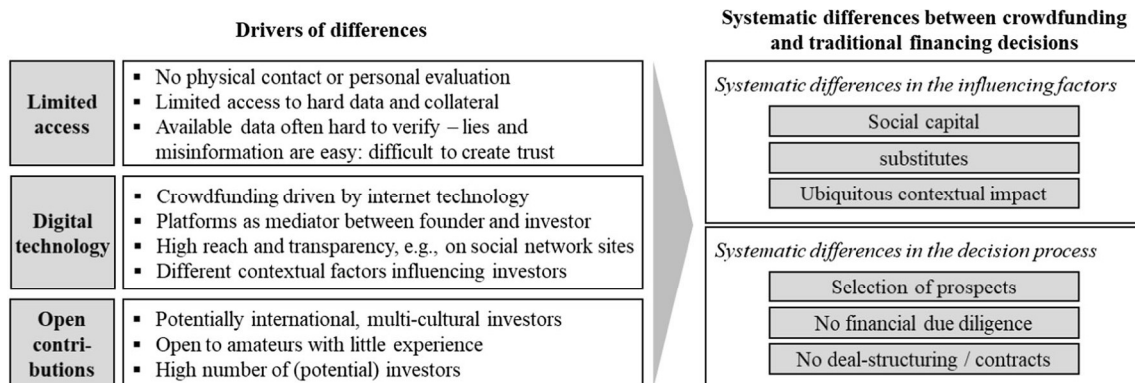 Drivers of differences
Systematic differences between crowdfunding
and traditional financing decisions
Limited
access
▪ No physical contact or personal evaluation
▪ Limited access to hard data and collateral
▪ Available data often hard to verify – lies and
misinformation are easy: difficult to create trust
Digital
technology
▪ Crowdfunding driven by internet technology
▪ Platforms as mediator between founder and investor
▪ High reach and transparency, e.g., on social network sites
▪ Different contextual factors influencing investors
Open
contri-
butions
▪ Potentially international, multi-cultural investors
▪ Open to amateurs with little experience
▪ High number of (potential) investors
Systematic differences in the influencing factors
Social capital
substitutes
Ubiquitous contextual impact
Systematic differences in the decision process
Selection of prospects
No financial due diligence
No deal-structuring / contracts